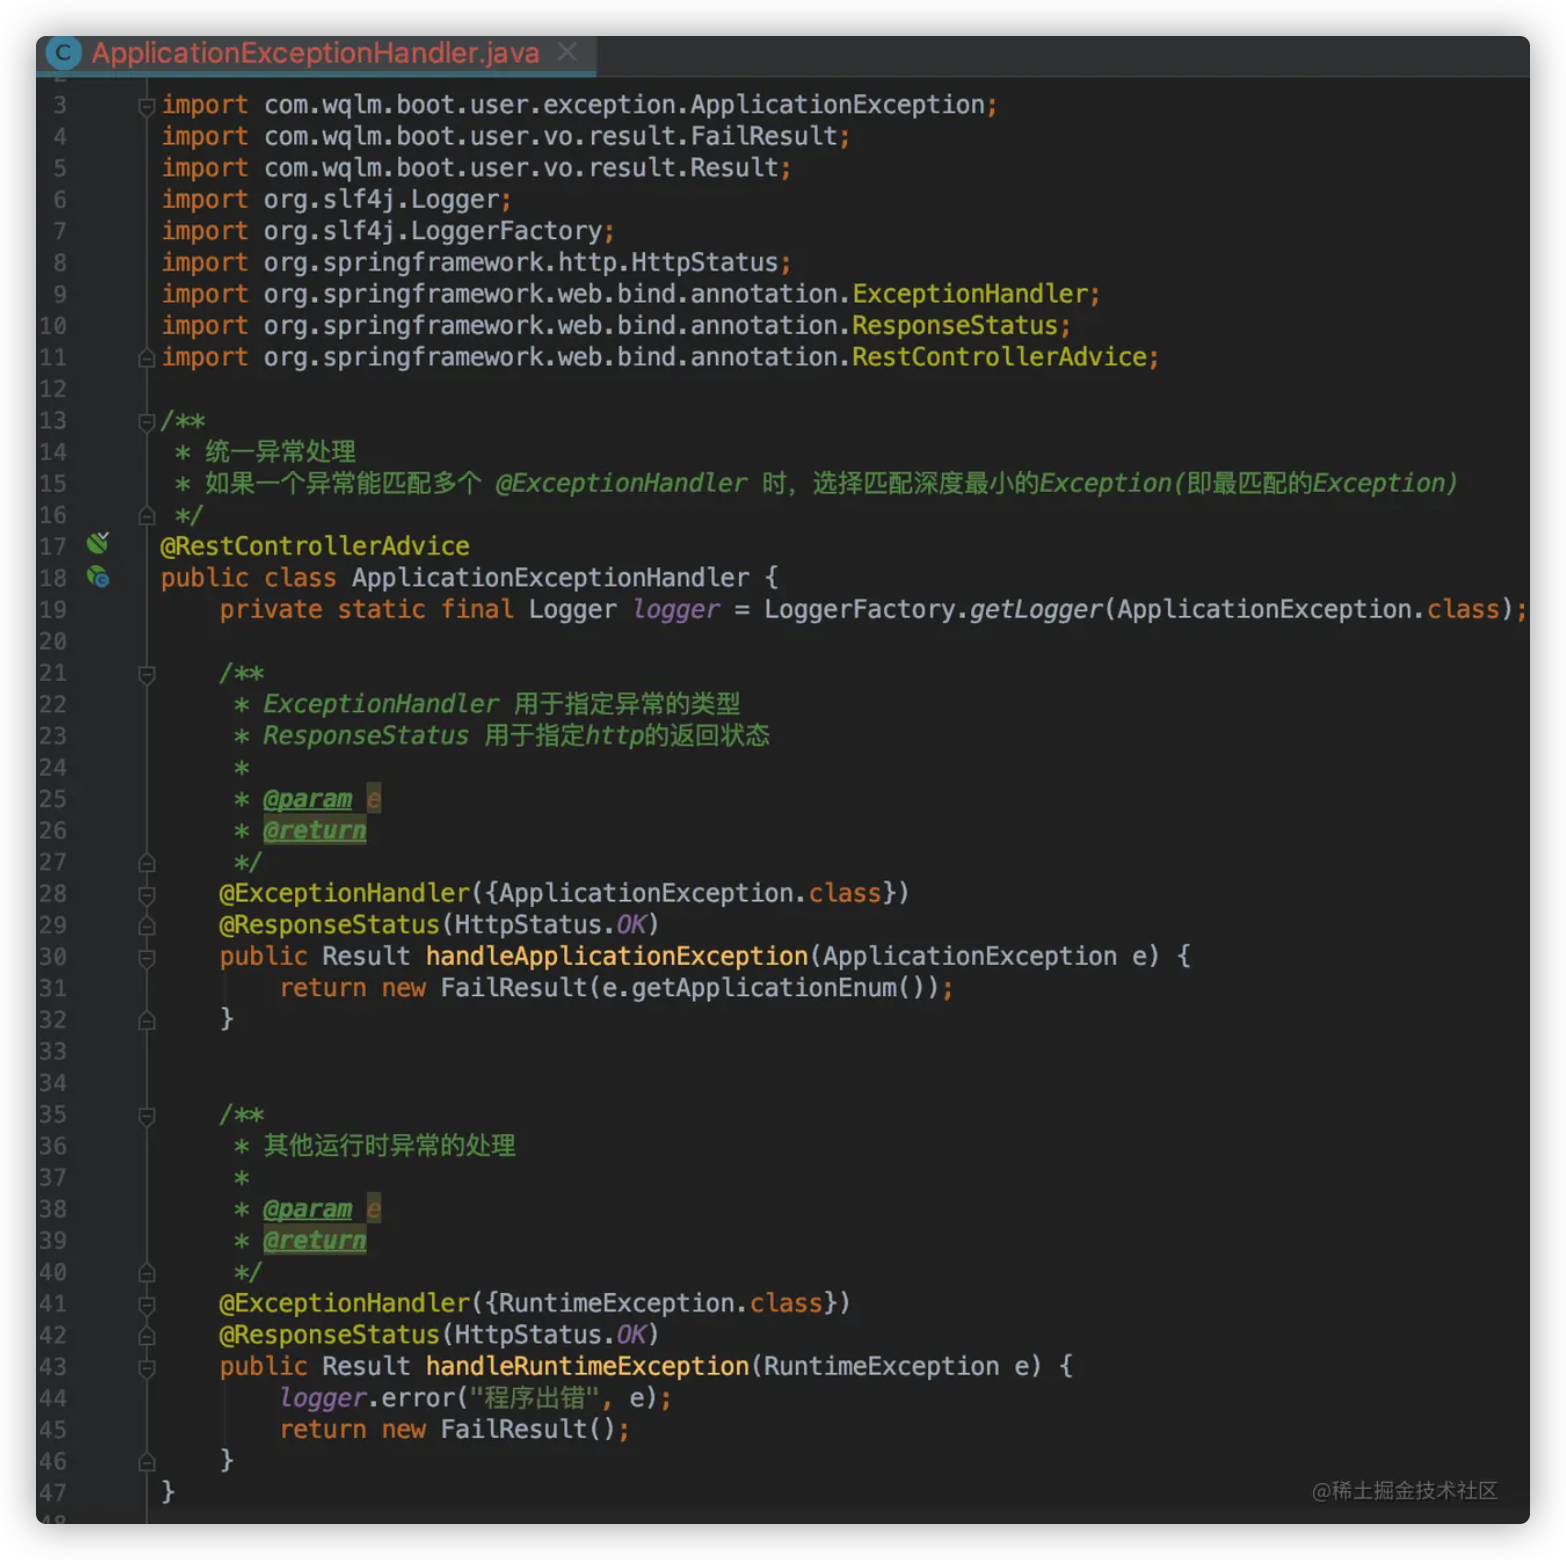 ApplicationExceptionHandler.java
3 import com.wqlm.boot.user.exception.ApplicationException;
4 import com.wqlm.boot.user.vo.result.FailResult;
5 import com.wqlm.boot.user.vo.result.Result;
6 import org.slf4j.Logger;
7 import org.slf4j.LoggerFactory;
8 import org.springframework.http.HttpStatus;
9 import org.springframework.web.bind.annotation.ExceptionHandler;
10 import org.springframework.web.bind.annotation.ResponseStatus;
11 import org.springframework.web.bind.annotation.RestControllerAdvice;
12
13 /**
14  * 统一异常处理
15  * 如果一个异常能匹配多个 @ExceptionHandler 时，选择匹配深度最小的Exception(即最匹配的Exception)
16  */
17 @RestControllerAdvice
18 public class ApplicationExceptionHandler {
19     private static final Logger logger = LoggerFactory.getLogger(ApplicationException.class);
20
21     /**
22      * ExceptionHandler 用于指定异常的类型
23      * ResponseStatus 用于指定http的返回状态
24      *
25      * @param e
26      * @return
27      */
28     @ExceptionHandler({ApplicationException.class})
29     @ResponseStatus(HttpStatus.OK)
30     public Result handleApplicationException(ApplicationException e) {
31         return new FailResult(e.getApplicationEnum());
32     }
33
34
35     /**
36      * 其他运行时异常的处理
37      *
38      * @param e
39      * @return
40      */
41     @ExceptionHandler({RuntimeException.class})
42     @ResponseStatus(HttpStatus.OK)
43     public Result handleRuntimeException(RuntimeException e) {
44         logger.error("程序出错", e);
45         return new FailResult();
46     }
47 }
@稀土掘金技术社区